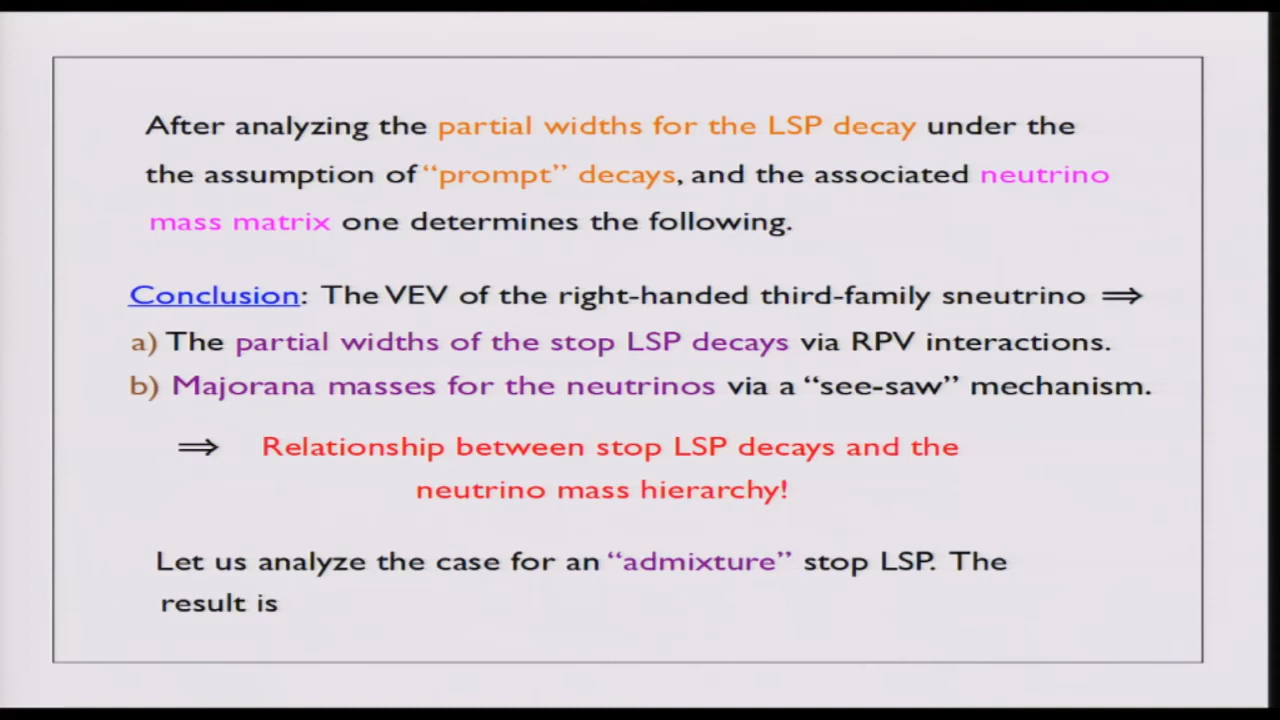 After analyzing the partial widths for the LSP decay under the
the assumption of “prompt” decays, and the associated neutrino
mass matrix one determines the following.
Conclusion: The VEV of the right-handed third-family sneutrino ⟹
a) The partial widths of the stop LSP decays via RPV interactions.
b) Majorana masses for the neutrinos via a “see-saw” mechanism.
⟹ Relationship between stop LSP decays and the
neutrino mass hierarchy!
Let us analyze the case for an “admixture” stop LSP. The
result is